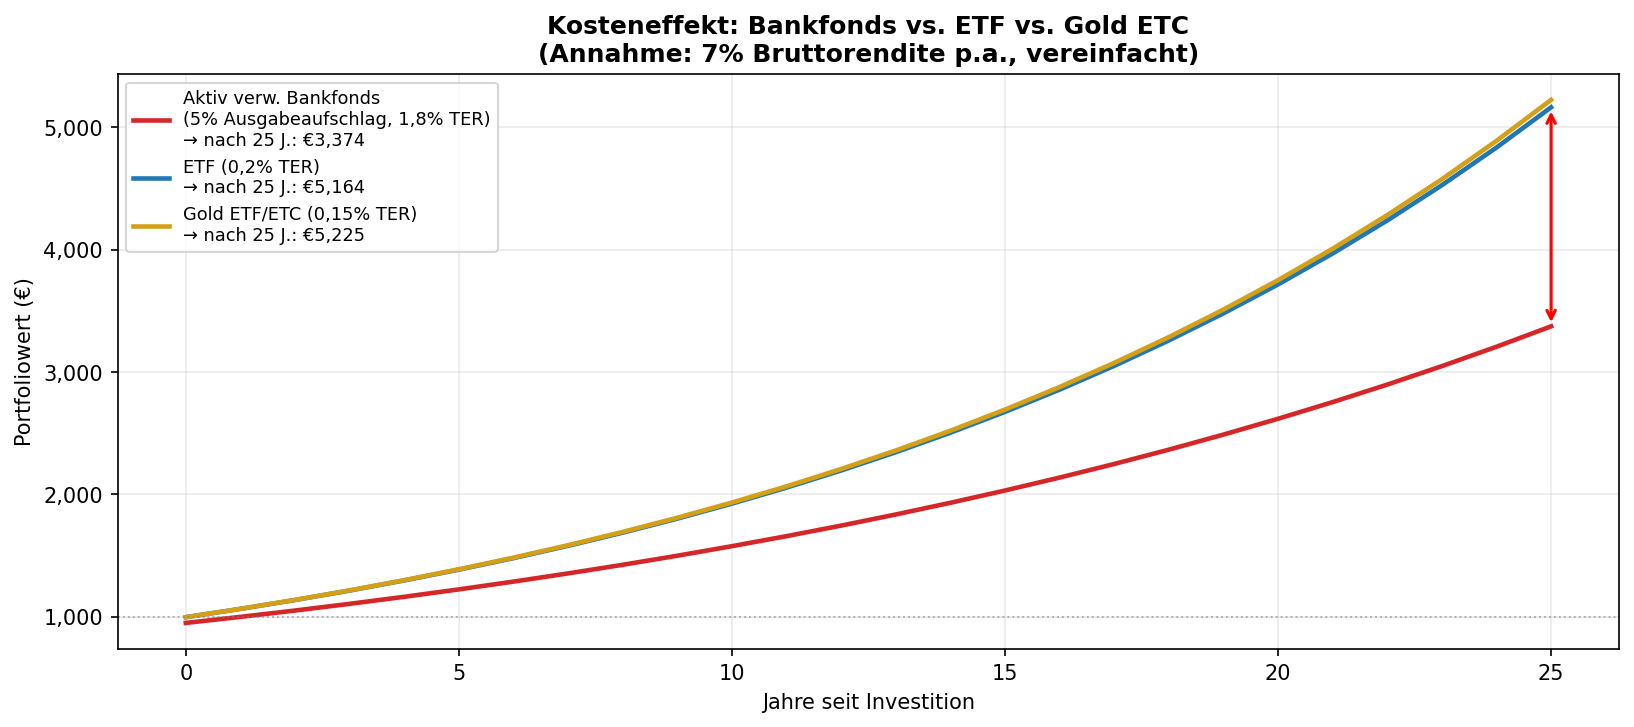 Kosteneffekt: Bankfonds vs. ETF vs. Gold ETC
(Annahme: 7% Bruttorendite p.a., vereinfacht)
Aktiv verw. Bankfonds
(5% Ausgabeaufschlag, 1,8% TER)
→ nach 25 J.: €3,374
ETF (0,2% TER)
→ nach 25 J.: €5,164
Gold ETF/ETC (0,15% TER)
→ nach 25 J.: €5,225
Portfoliowert (€)
5,000
4,000
3,000
2,000
1,000
0
5
10
15
20
25
Jahre seit Investition